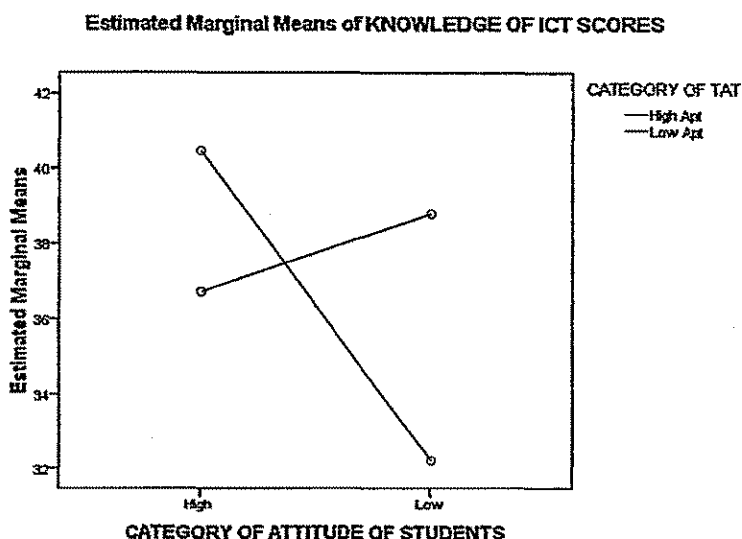 Estimated Marginal Means of KNOWLEDGE OF ICT SCORES
CATEGORY OF TAT
High Apt
Low Apt
Estimated Marginal Means
42
40
38
36
34
32
High
Low
CATEGORY OF ATTITUDE OF STUDENTS